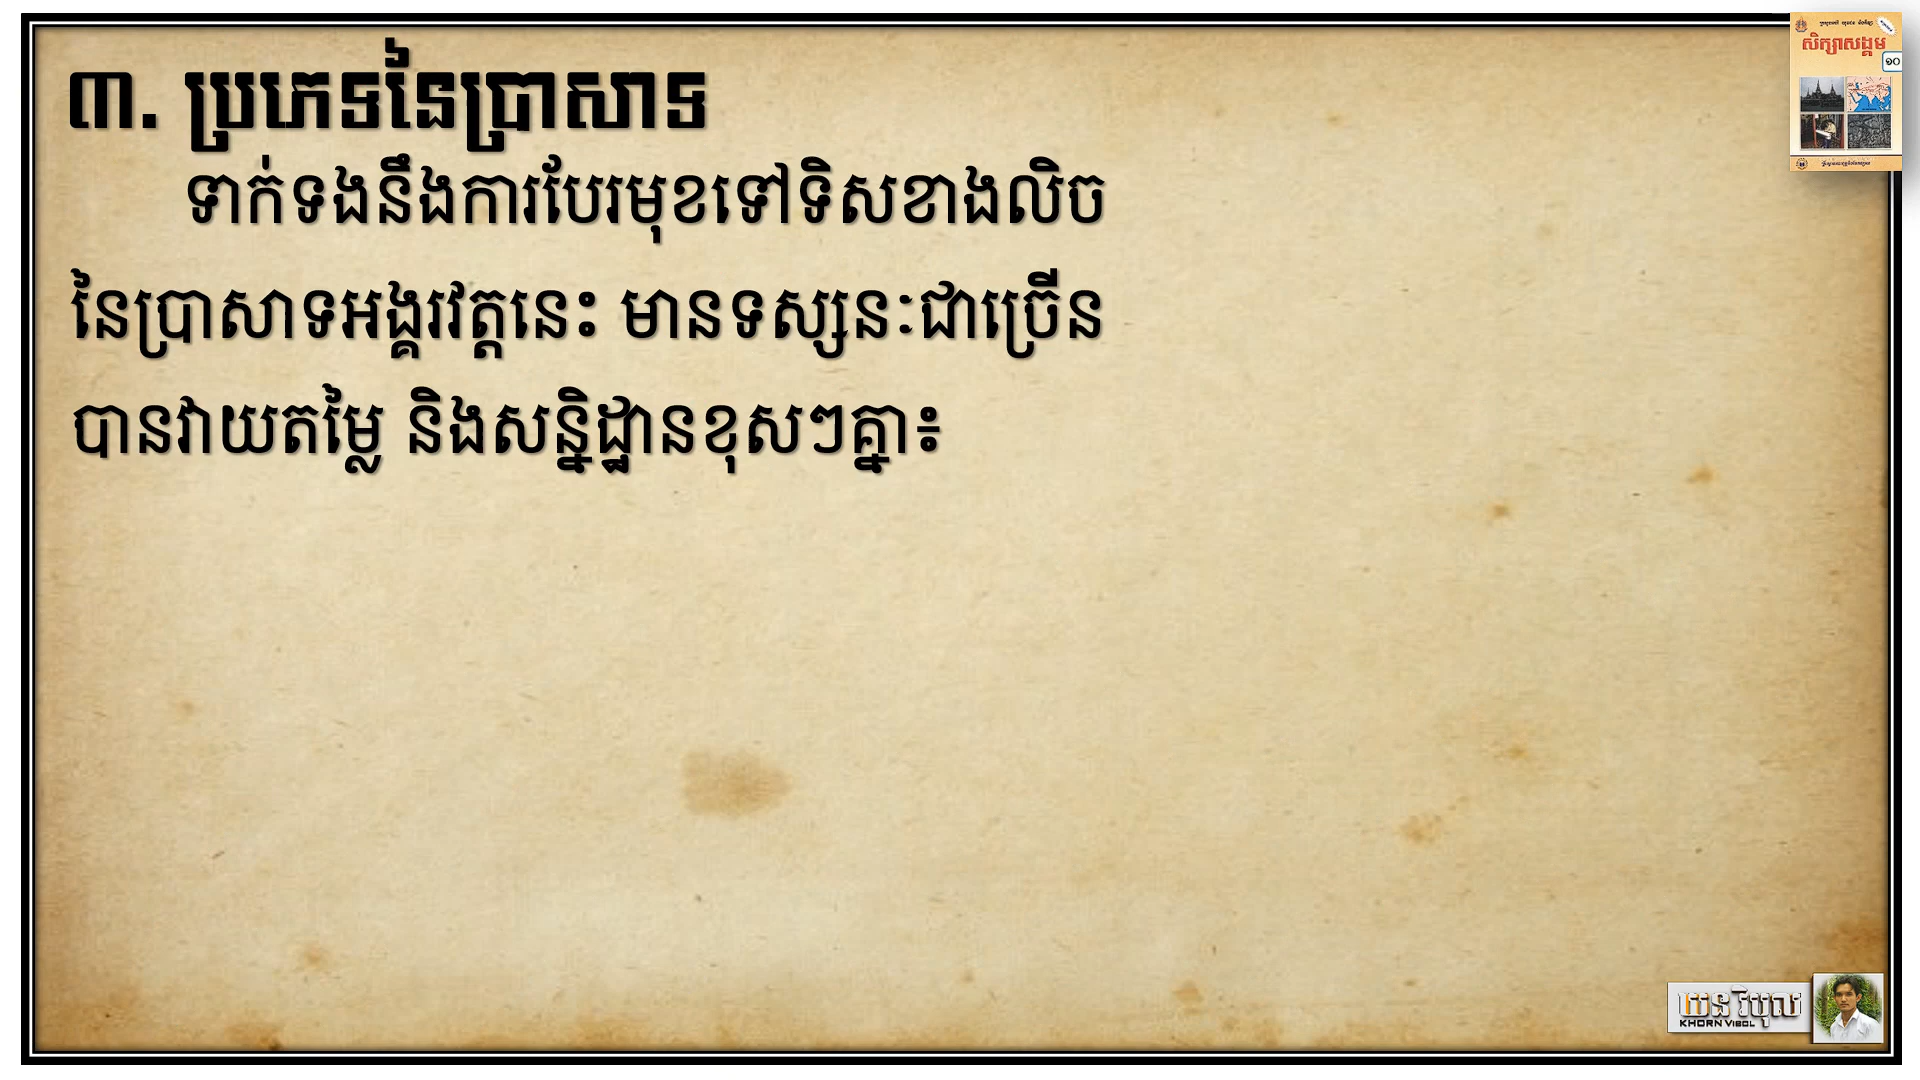 ៣. ប្រភេទនៃប្រាសាទ
ទាក់ទងនឹងការបែរមុខទៅទិសខាងលិច
នៃប្រាសាទអង្គរវត្តនេះ មានទស្សនៈជាច្រើន
បានវាយតម្លៃ និងសន្និដ្ឋានខុសៗគ្នា៖
សិក្សាសង្គម
១០
ឃន វិបុល
KHORN VIBOL